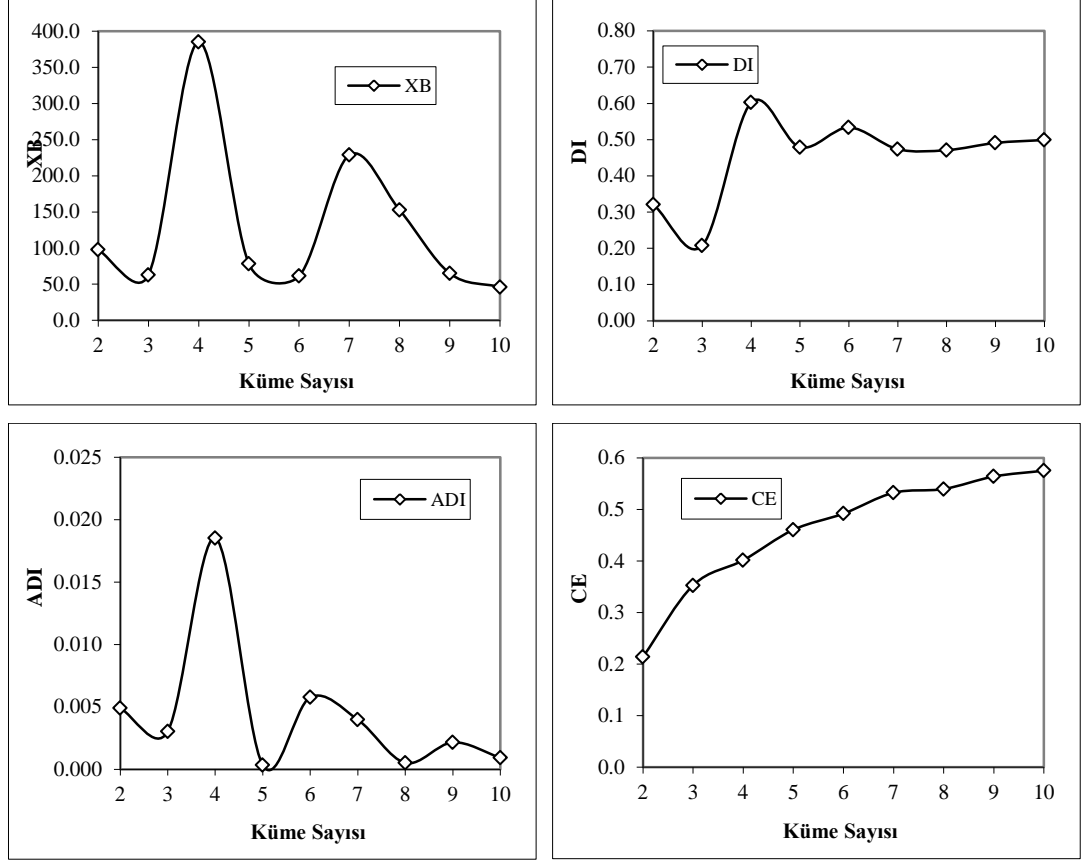 400.0
350.0
300.0
250.0
200.0
150.0
100.0
50.0
0.0
XB
XB
2 3 4 5 6 7 8 9 10
Küme Sayısı
0.80
0.70
0.60
0.50
0.40
0.30
0.20
0.10
0.00
DI
DI
2 3 4 5 6 7 8 9 10
Küme Sayısı
0.025
0.020
0.015
0.010
0.005
0.000
ADI
ADI
2 3 4 5 6 7 8 9 10
Küme Sayısı
0.6
0.5
0.4
0.3
0.2
0.1
0.0
CE
CE
2 3 4 5 6 7 8 9 10
Küme Sayısı